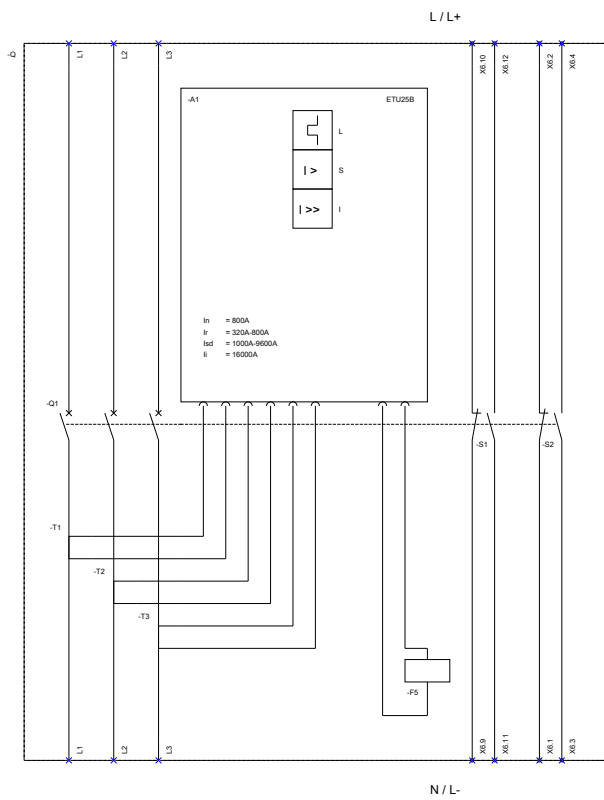 L / L+
-Q
L1
L2
L3
X6.10
X6.12
X6.2
X6.4
-A1
ETU25B
L
I >
S
I >>
I
In = 800A
Ir = 320A-800A
Isd = 1000A-9600A
Ii = 16000A
-Q1
-S1
-S2
-T1
-T2
-T3
-F5
L1
L2
L3
X6.9
X6.11
X6.1
X6.3
N / L-